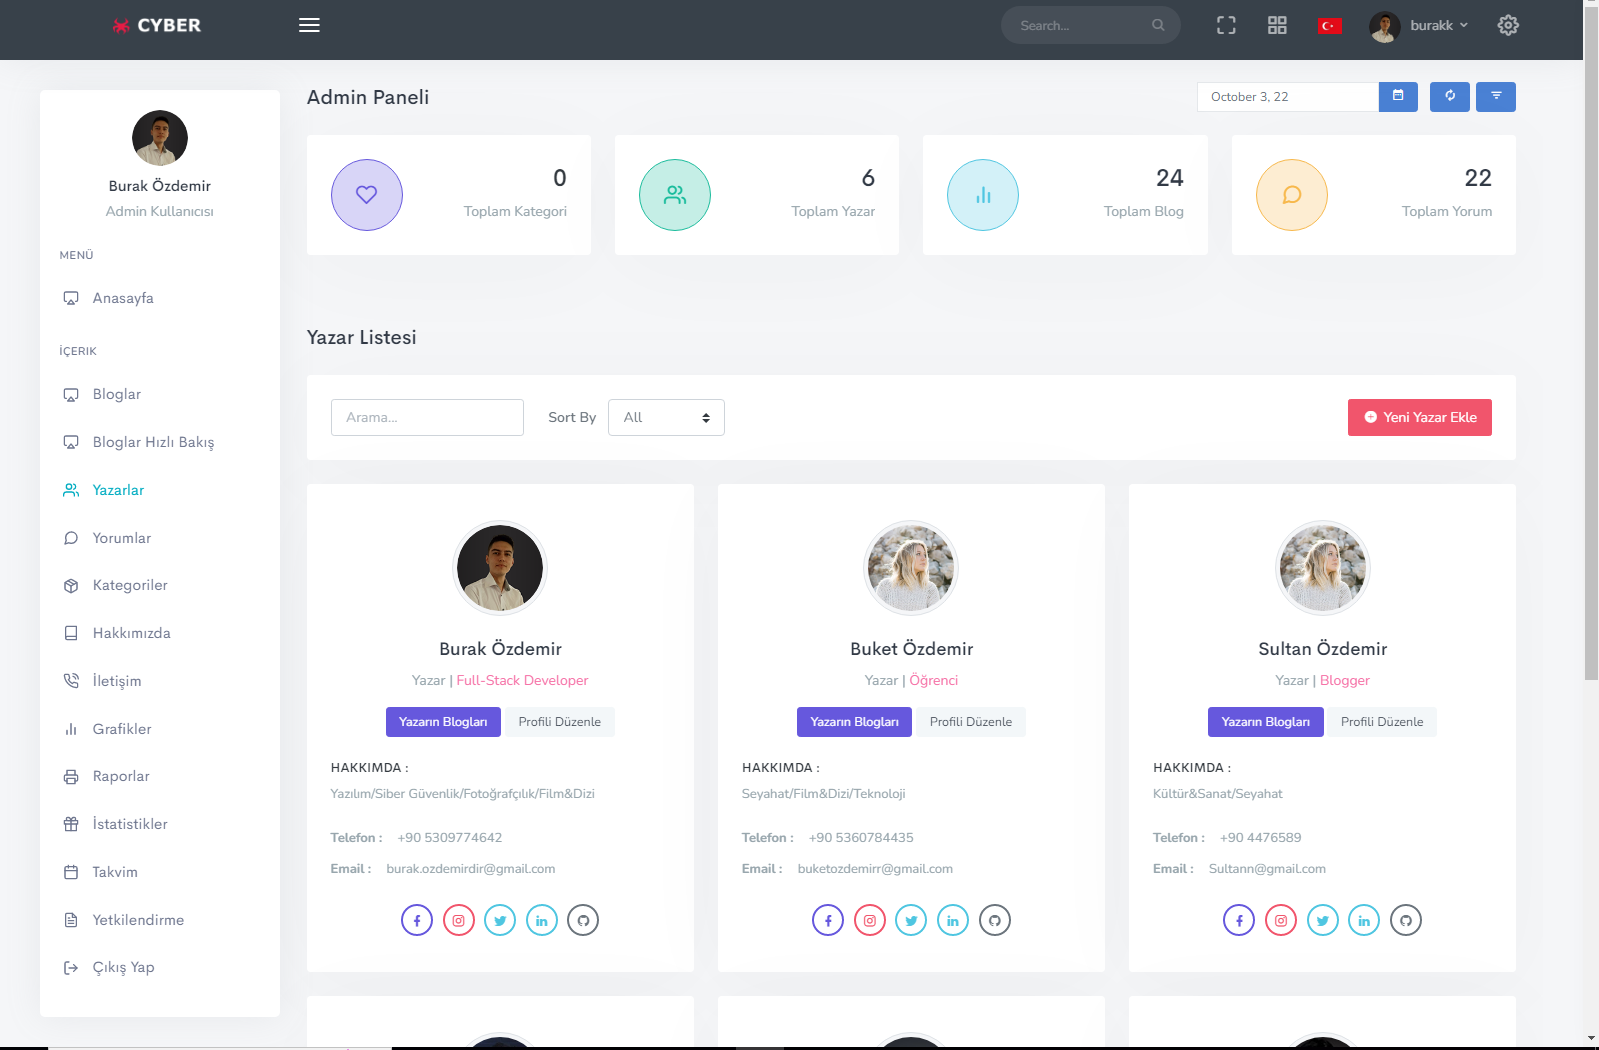 CYBER
Search...
burakk
Burak Özdemir
Admin Kullanıcısı
MENÜ
Anasayfa
İÇERIK
Bloglar
Bloglar Hızlı Bakış
Yazarlar
Yorumlar
Kategoriler
Hakkımızda
İletişim
Grafikler
Raporlar
İstatistikler
Takvim
Yetkilendirme
Çıkış Yap
Admin Paneli
October 3, 22
0
Toplam Kategori
6
Toplam Yazar
24
Toplam Blog
22
Toplam Yorum
Yazar Listesi
Arama...
Sort By
All
Yeni Yazar Ekle
Burak Özdemir
Yazar | Full-Stack Developer
Yazarın Blogları
Profili Düzenle
HAKKIMDA :
Yazılım/Siber Güvenlik/Fotoğrafçılık/Film&Dizi
Telefon : +90 5309774642
Email : burak.ozdemirdir@gmail.com
Buket Özdemir
Yazar | Öğrenci
Yazarın Blogları
Profili Düzenle
HAKKIMDA :
Seyahat/Film&Dizi/Teknoloji
Telefon : +90 5360784435
Email : buketozdemirr@gmail.com
Sultan Özdemir
Yazar | Blogger
Yazarın Blogları
Profili Düzenle
HAKKIMDA :
Kültür&Sanat/Seyahat
Telefon : +90 4476589
Email : Sultann@gmail.com